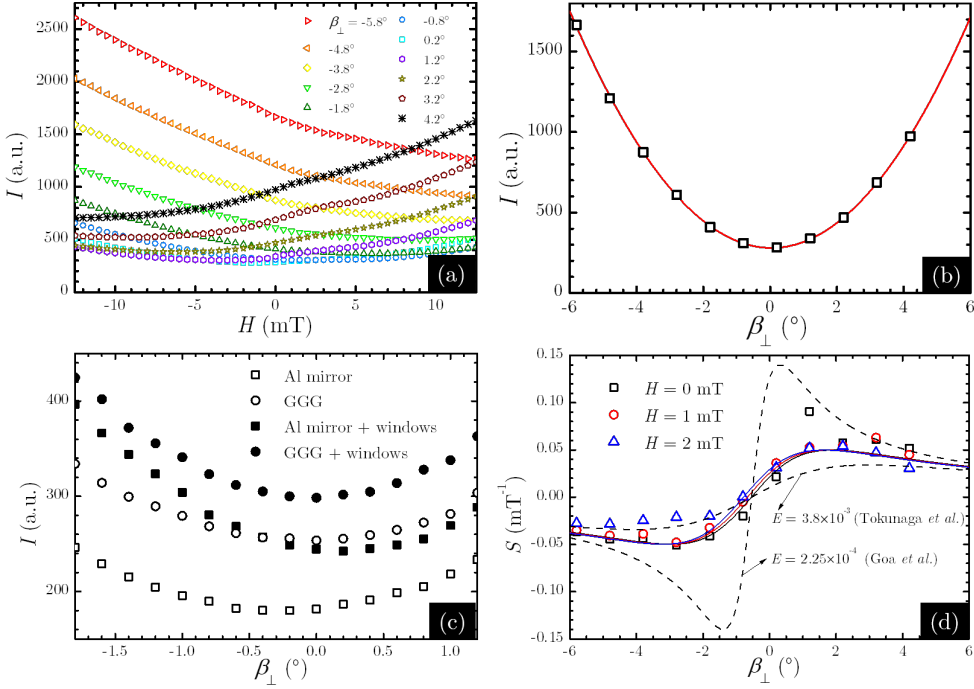 β⊥ = -5.8°
-4.8°
-3.8°
-2.8°
-1.8°
-0.8°
0.2°
1.2°
2.2°
3.2°
4.2°
I (a.u.)
2500
2000
1500
1000
500
0
-10
-5
0
5
10
H (mT)
(a)
I (a.u.)
1500
1000
500
0
-6
-4
-2
0
2
4
6
β⊥ (°)
(b)
I (a.u.)
400
300
200
-1.5
-1.0
-0.5
0.0
0.5
1.0
β⊥ (°)
Al mirror
GGG
Al mirror + windows
GGG + windows
(c)
S (mT⁻¹)
0.15
0.10
0.05
0.00
-0.05
-0.10
-0.15
-6
-4
-2
0
2
4
6
β⊥ (°)
H = 0 mT
H = 1 mT
H = 2 mT
E = 3.8×10⁻³ (Tokunaga et al.)
E = 2.25×10⁻⁴ (Goa et al.)
(d)